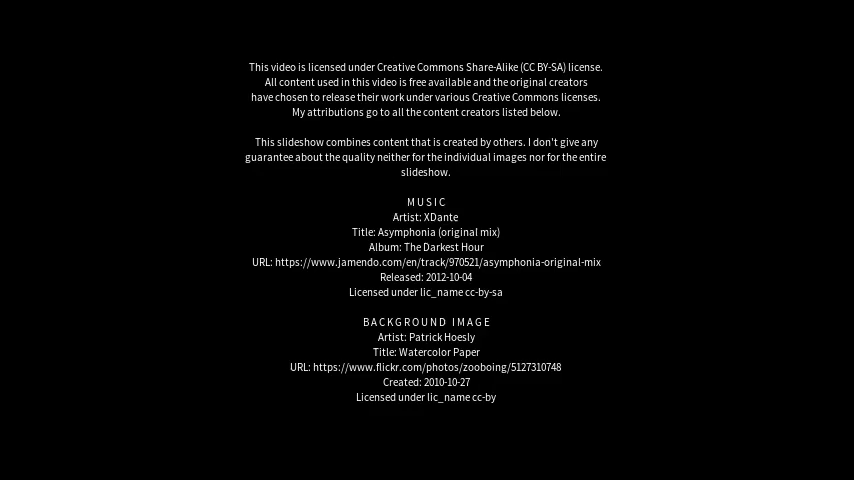 This video is licensed under Creative Commons Share-Alike (CC BY-SA) license.
All content used in this video is free available and the original creators
have chosen to release their work under various Creative Commons licenses.
My attributions go to all the content creators listed below.
This slideshow combines content that is created by others. I don't give any
guarantee about the quality neither for the individual images nor for the entire
slideshow.
MUSIC
Artist: XDante
Title: Asymphonia (original mix)
Album: The Darkest Hour
URL: https://www.jamendo.com/en/track/970521/asymphonia-original-mix
Released: 2012-10-04
Licensed under lic_name cc-by-sa
BACKGROUND IMAGE
Artist: Patrick Hoesly
Title: Watercolor Paper
URL: https://www.flickr.com/photos/zooboing/5127310748
Created: 2010-10-27
Licensed under lic_name cc-by